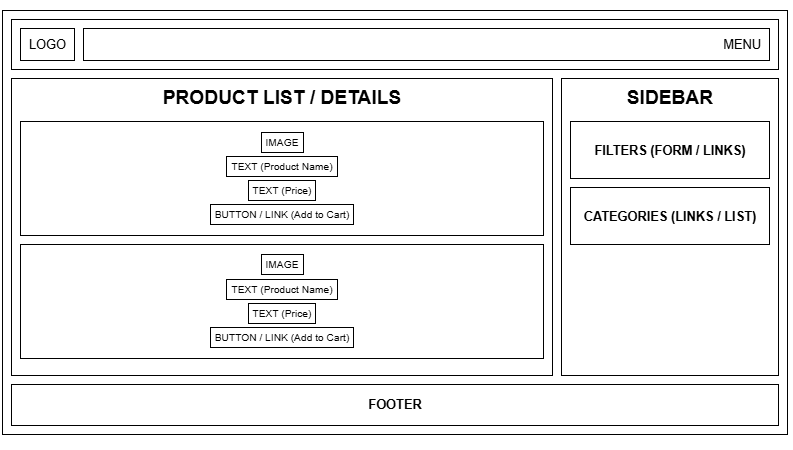 LOGO
MENU
PRODUCT LIST / DETAILS
IMAGE
TEXT (Product Name)
TEXT (Price)
BUTTON / LINK (Add to Cart)
IMAGE
TEXT (Product Name)
TEXT (Price)
BUTTON / LINK (Add to Cart)
SIDEBAR
FILTERS (FORM / LINKS)
CATEGORIES (LINKS / LIST)
FOOTER